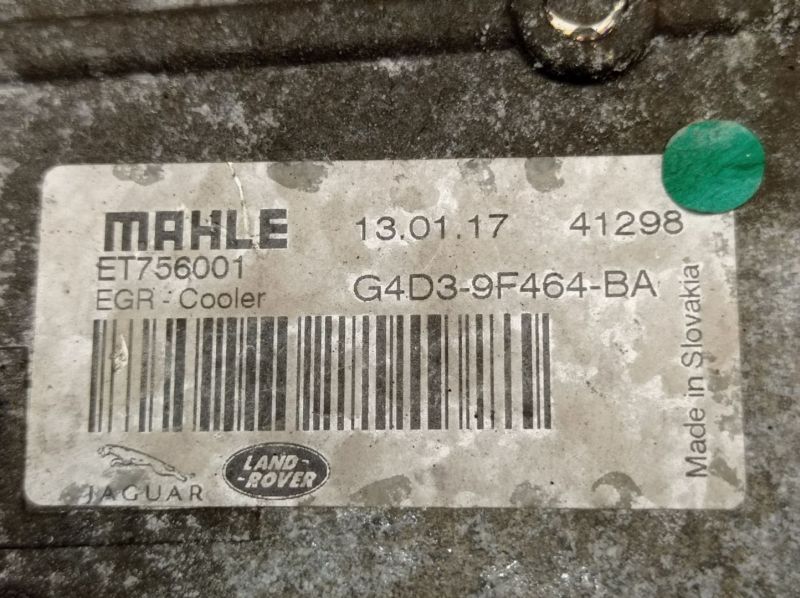 MAHLE 13.01.17 41298
ET756001
EGR - Cooler G4D3-9F464-BA
Made in Slovakia
JAGUAR
LAND-
-ROVER